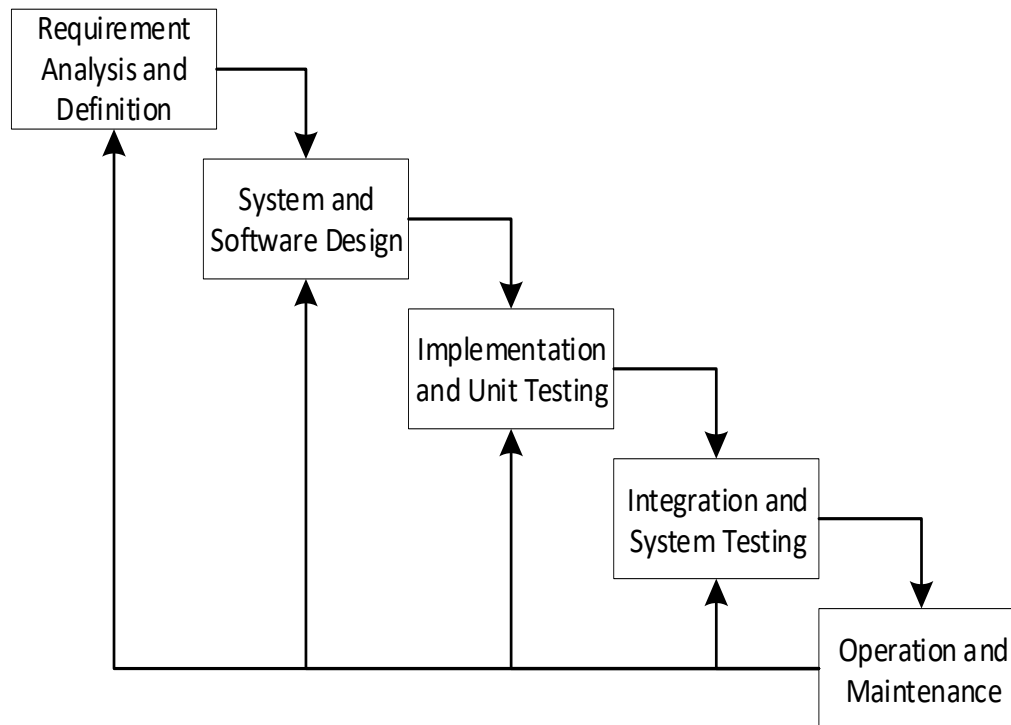 Requirement
Analysis and
Definition
System and
Software Design
Implementation
and Unit Testing
Integration and
System Testing
Operation and
Maintenance